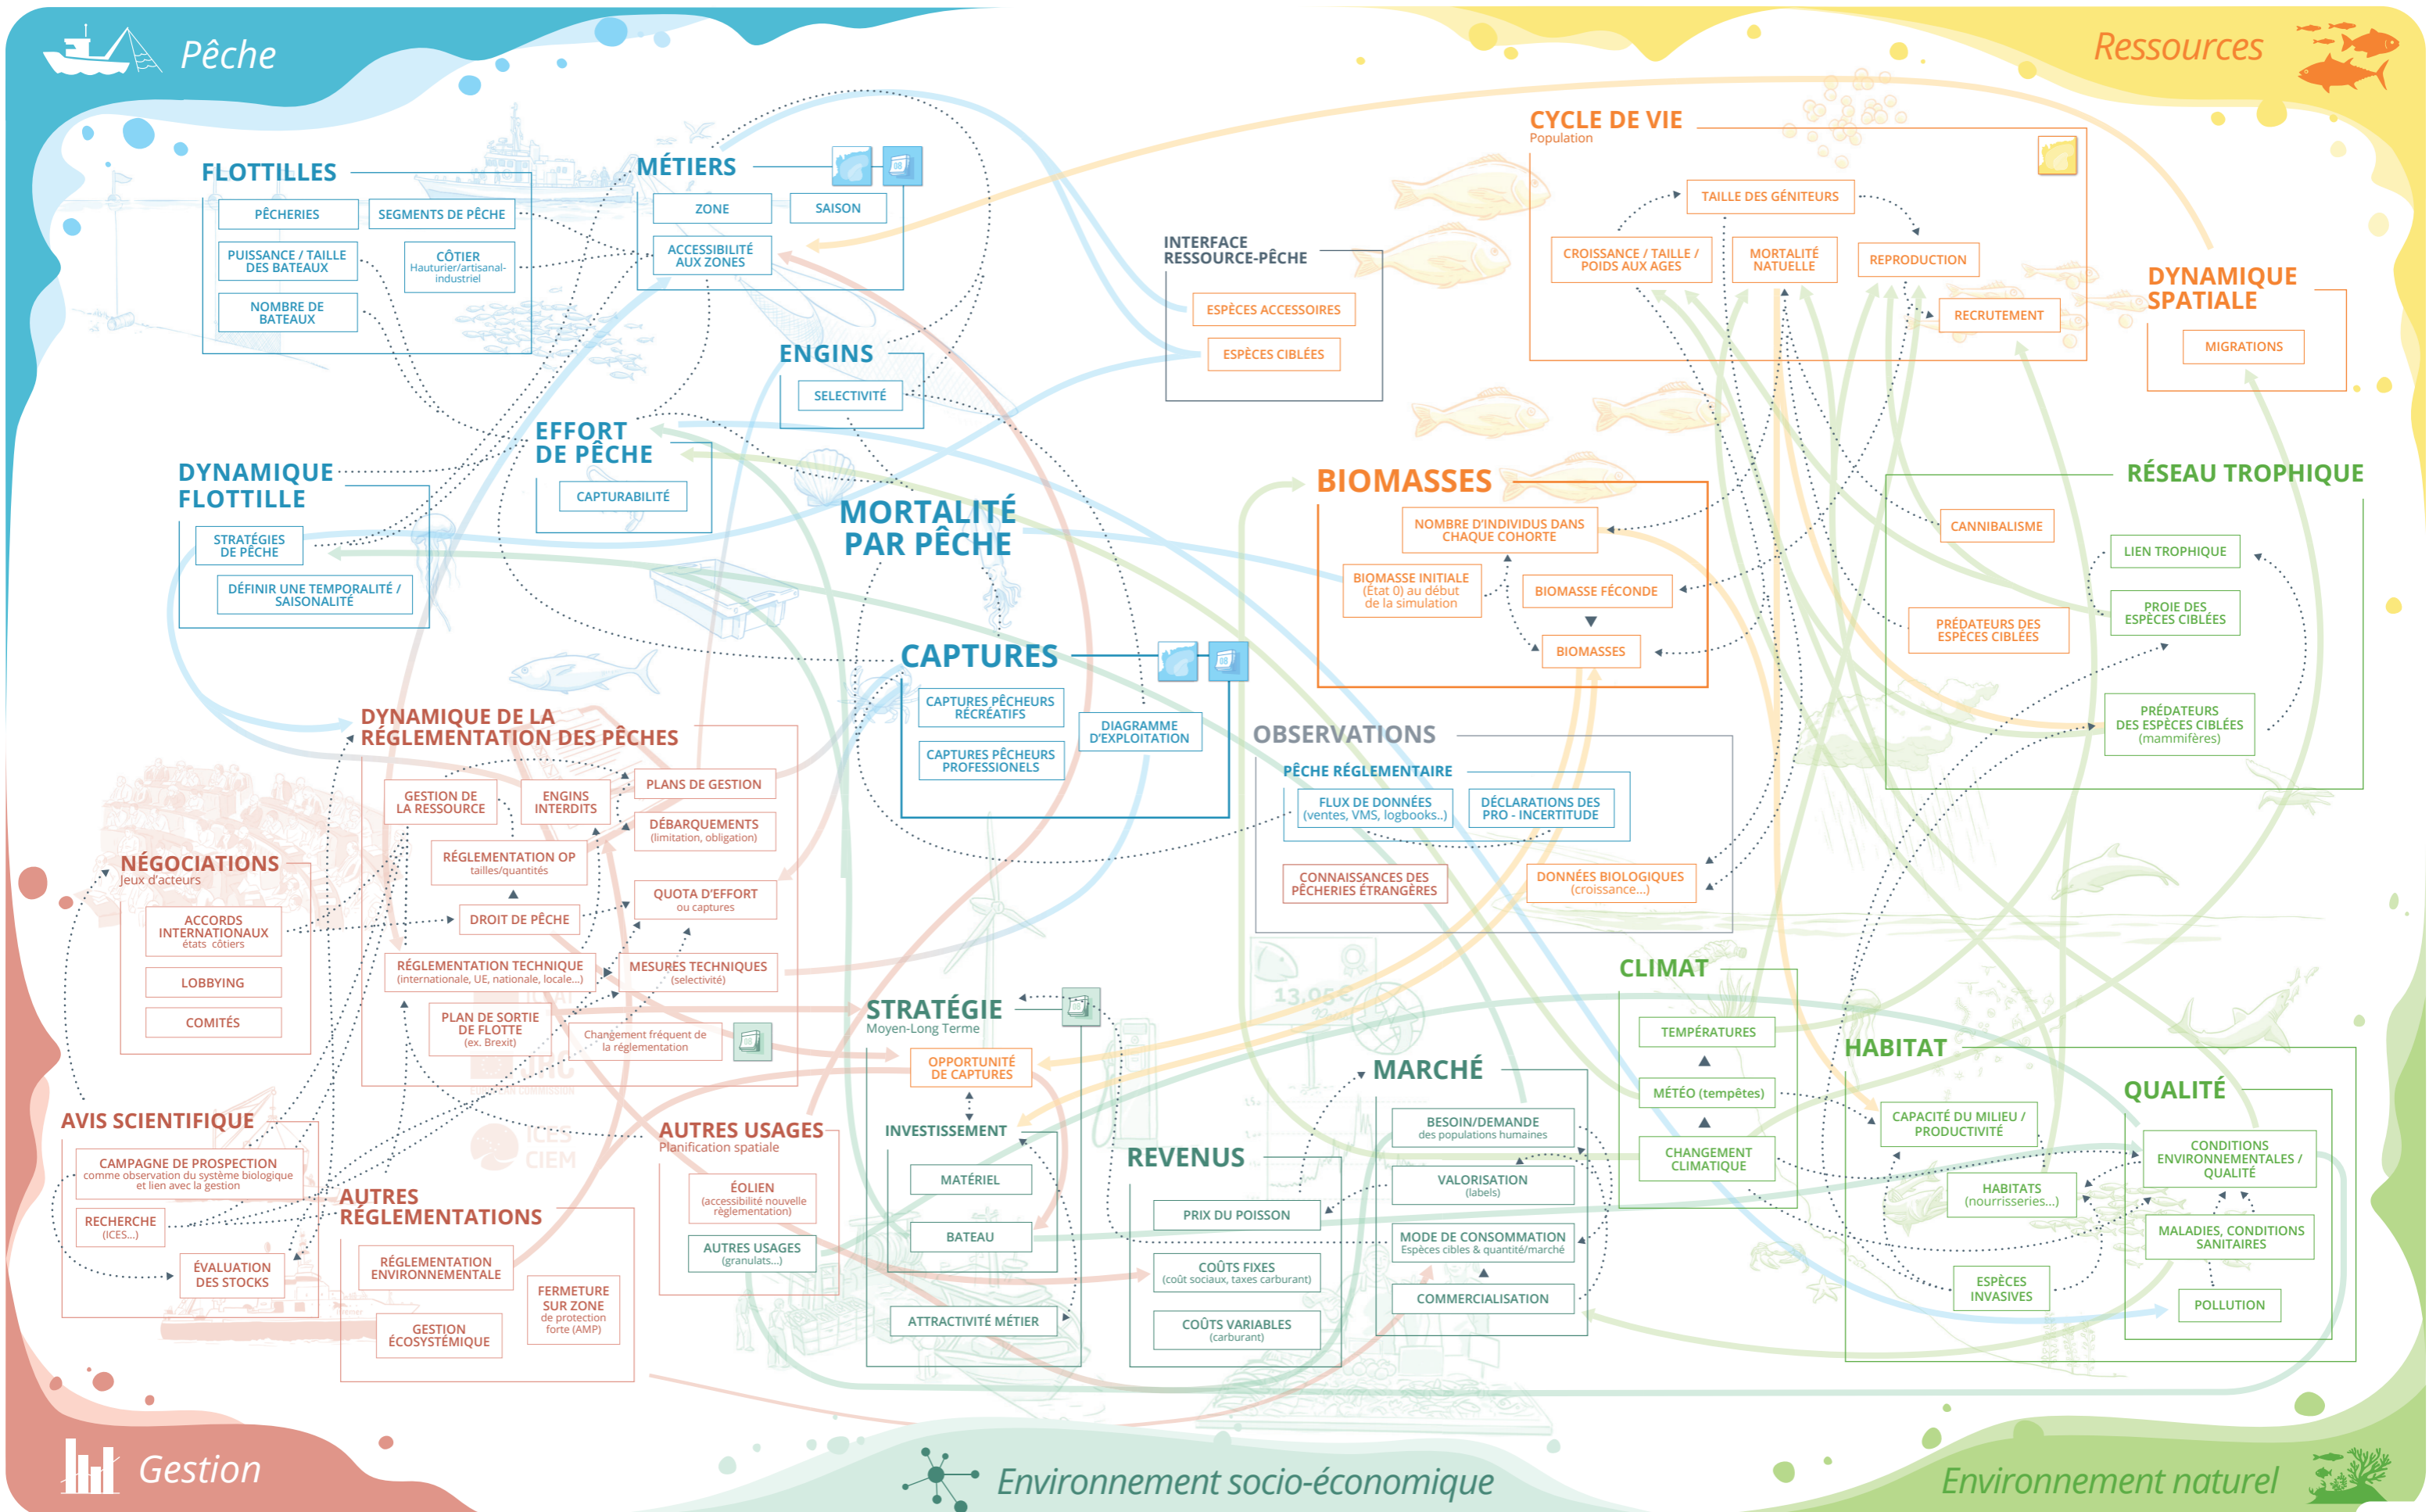 Pêche
Ressources
FLOTTILLES
PÊCHERIES
SEGMENTS DE PÊCHE
PUISSANCE / TAILLE
DES BATEAUX
CÔTIER
Hauturier/artisanal-
industriel
NOMBRE DE
BATEAUX
MÉTIERS
08
ZONE
SAISON
ACCESSIBILITÉ
AUX ZONES
ENGINS
SELECTIVITÉ
INTERFACE
RESSOURCE-PÊCHE
ESPÈCES ACCESSOIRES
ESPÈCES CIBLÉES
CYCLE DE VIE
Population
TAILLE DES GÉNITEURS
CROISSANCE / TAILLE /
POIDS AUX AGES
MORTALITÉ
NATUELLE
REPRODUCTION
RECRUTEMENT
DYNAMIQUE
SPATIALE
MIGRATIONS
EFFORT
DE PÊCHE
CAPTURABILITÉ
DYNAMIQUE
FLOTTILLE
STRATÉGIES
DE PÊCHE
DÉFINIR UNE TEMPORALITÉ /
SAISONALITÉ
MORTALITÉ
PAR PÊCHE
BIOMASSES
NOMBRE D'INDIVIDUS DANS
CHAQUE COHORTE
BIOMASSE INITIALE
(État 0) au début
de la simulation
BIOMASSE FÉCONDE
BIOMASSES
RÉSEAU TROPHIQUE
CANNIBALISME
LIEN TROPHIQUE
PROIE DES
ESPÈCES CIBLÉES
PRÉDATEURS DES
ESPÈCES CIBLÉES
PRÉDATEURS
DES ESPÈCES CIBLÉES
(mammifères)
CAPTURES
08
CAPTURES PÊCHEURS
RÉCRÉATIFS
DIAGRAMME
D'EXPLOITATION
CAPTURES PÊCHEURS
PROFESSIONELS
OBSERVATIONS
PÊCHE RÉGLEMENTAIRE
FLUX DE DONNÉES
(ventes, VMS, logbooks..)
DÉCLARATIONS DES
PRO - INCERTITUDE
CONNAISSANCES DES
PÊCHERIES ÉTRANGÈRES
DONNÉES BIOLOGIQUES
(croissance...)
DYNAMIQUE DE LA
RÉGLEMENTATION DES PÊCHES
GESTION DE
LA RESSOURCE
ENGINS
INTERDITS
PLANS DE GESTION
DÉBARQUEMENTS
(limitation, obligation)
RÉGLEMENTATION OP
tailles/quantités
QUOTA D'EFFORT
ou captures
DROIT DE PÊCHE
RÉGLEMENTATION TECHNIQUE
(internationale, UE, nationale, locale...)
MESURES TECHNIQUES
(selectivité)
PLAN DE SORTIE
DE FLOTTE
(ex. Brexit)
Changement fréquent de
la réglementation
ICES
CIEM
NÉGOCIATIONS
Jeux d'acteurs
ACCORDS
INTERNATIONAUX
états côtiers
LOBBYING
COMITÉS
AVIS SCIENTIFIQUE
CAMPAGNE DE PROSPECTION
comme observation du système biologique
et lien avec la gestion
RECHERCHE
(ICES...)
ÉVALUATION
DES STOCKS
AUTRES
RÉGLEMENTATIONS
RÉGLEMENTATION
ENVIRONNEMENTALE
FERMETURE
SUR ZONE
de protection
forte (AMP)
GESTION
ÉCOSYSTÉMIQUE
AUTRES USAGES
Planification spatiale
ÉOLIEN
(accessibilité nouvelle
règlementation)
AUTRES USAGES
(granulats...)
STRATÉGIE
Moyen-Long Terme
OPPORTUNITÉ
DE CAPTURES
INVESTISSEMENT
MATÉRIEL
BATEAU
ATTRACTIVITÉ MÉTIER
13,05€
REVENUS
PRIX DU POISSON
COÛTS FIXES
(coût sociaux, taxes carburant)
COÛTS VARIABLES
(carburant)
MARCHÉ
BESOIN/DEMANDE
des populations humaines
VALORISATION
(labels)
MODE DE CONSOMMATION
Espèces cibles & quantité/marché
COMMERCIALISATION
CLIMAT
TEMPÉRATURES
MÉTÉO (tempêtes)
CHANGEMENT
CLIMATIQUE
HABITAT
CAPACITÉ DU MILIEU /
PRODUCTIVITÉ
HABITATS
(nourrisseries...)
ESPÈCES
INVASIVES
QUALITÉ
CONDITIONS
ENVIRONNEMENTALES /
QUALITÉ
MALADIES, CONDITIONS
SANITAIRES
POLLUTION
Gestion
Environnement socio-économique
Environnement naturel